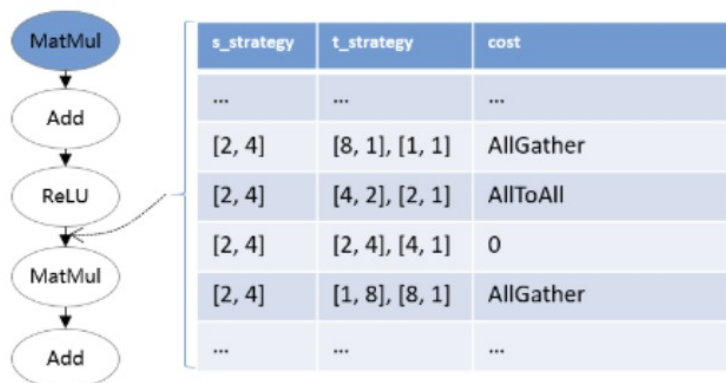 MatMul
Add
ReLU
MatMul
Add
s_strategy t_strategy cost
... ... ...
[2, 4] [8, 1], [1, 1] AllGather
[2, 4] [4, 2], [2, 1] AllToAll
[2, 4] [2, 4], [4, 1] 0
[2, 4] [1, 8], [8, 1] AllGather
... ... ...